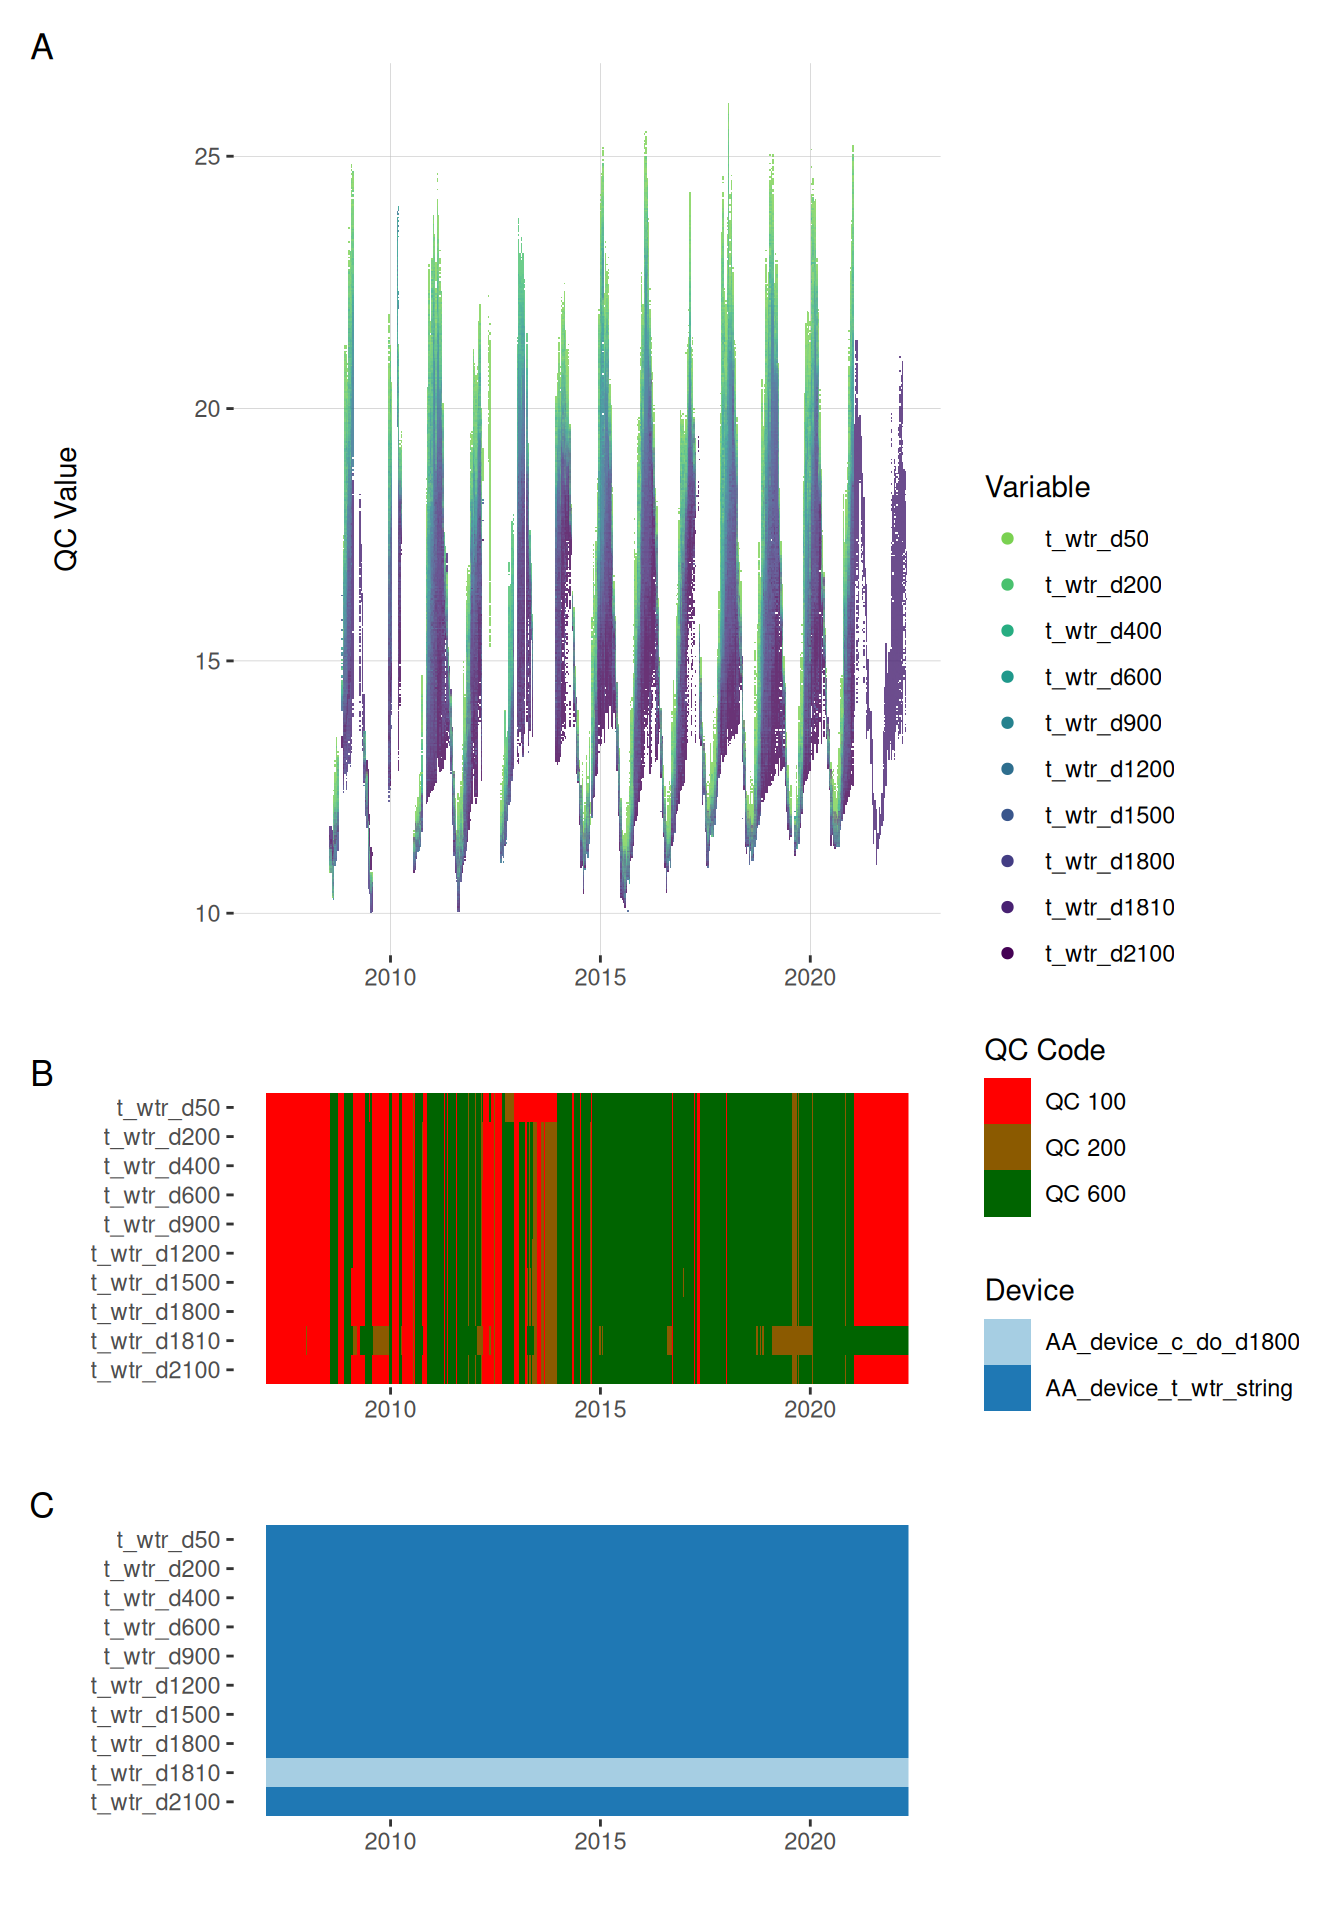 A
QC Value
25
20
15
10
2010 2015 2020
Variable
t_wtr_d50
t_wtr_d200
t_wtr_d400
t_wtr_d600
t_wtr_d900
t_wtr_d1200
t_wtr_d1500
t_wtr_d1800
t_wtr_d1810
t_wtr_d2100
B
t_wtr_d50
t_wtr_d200
t_wtr_d400
t_wtr_d600
t_wtr_d900
t_wtr_d1200
t_wtr_d1500
t_wtr_d1800
t_wtr_d1810
t_wtr_d2100
2010 2015 2020
QC Code
QC 100
QC 200
QC 600
Device
AA_device_c_do_d1800
AA_device_t_wtr_string
C
t_wtr_d50
t_wtr_d200
t_wtr_d400
t_wtr_d600
t_wtr_d900
t_wtr_d1200
t_wtr_d1500
t_wtr_d1800
t_wtr_d1810
t_wtr_d2100
2010 2015 2020